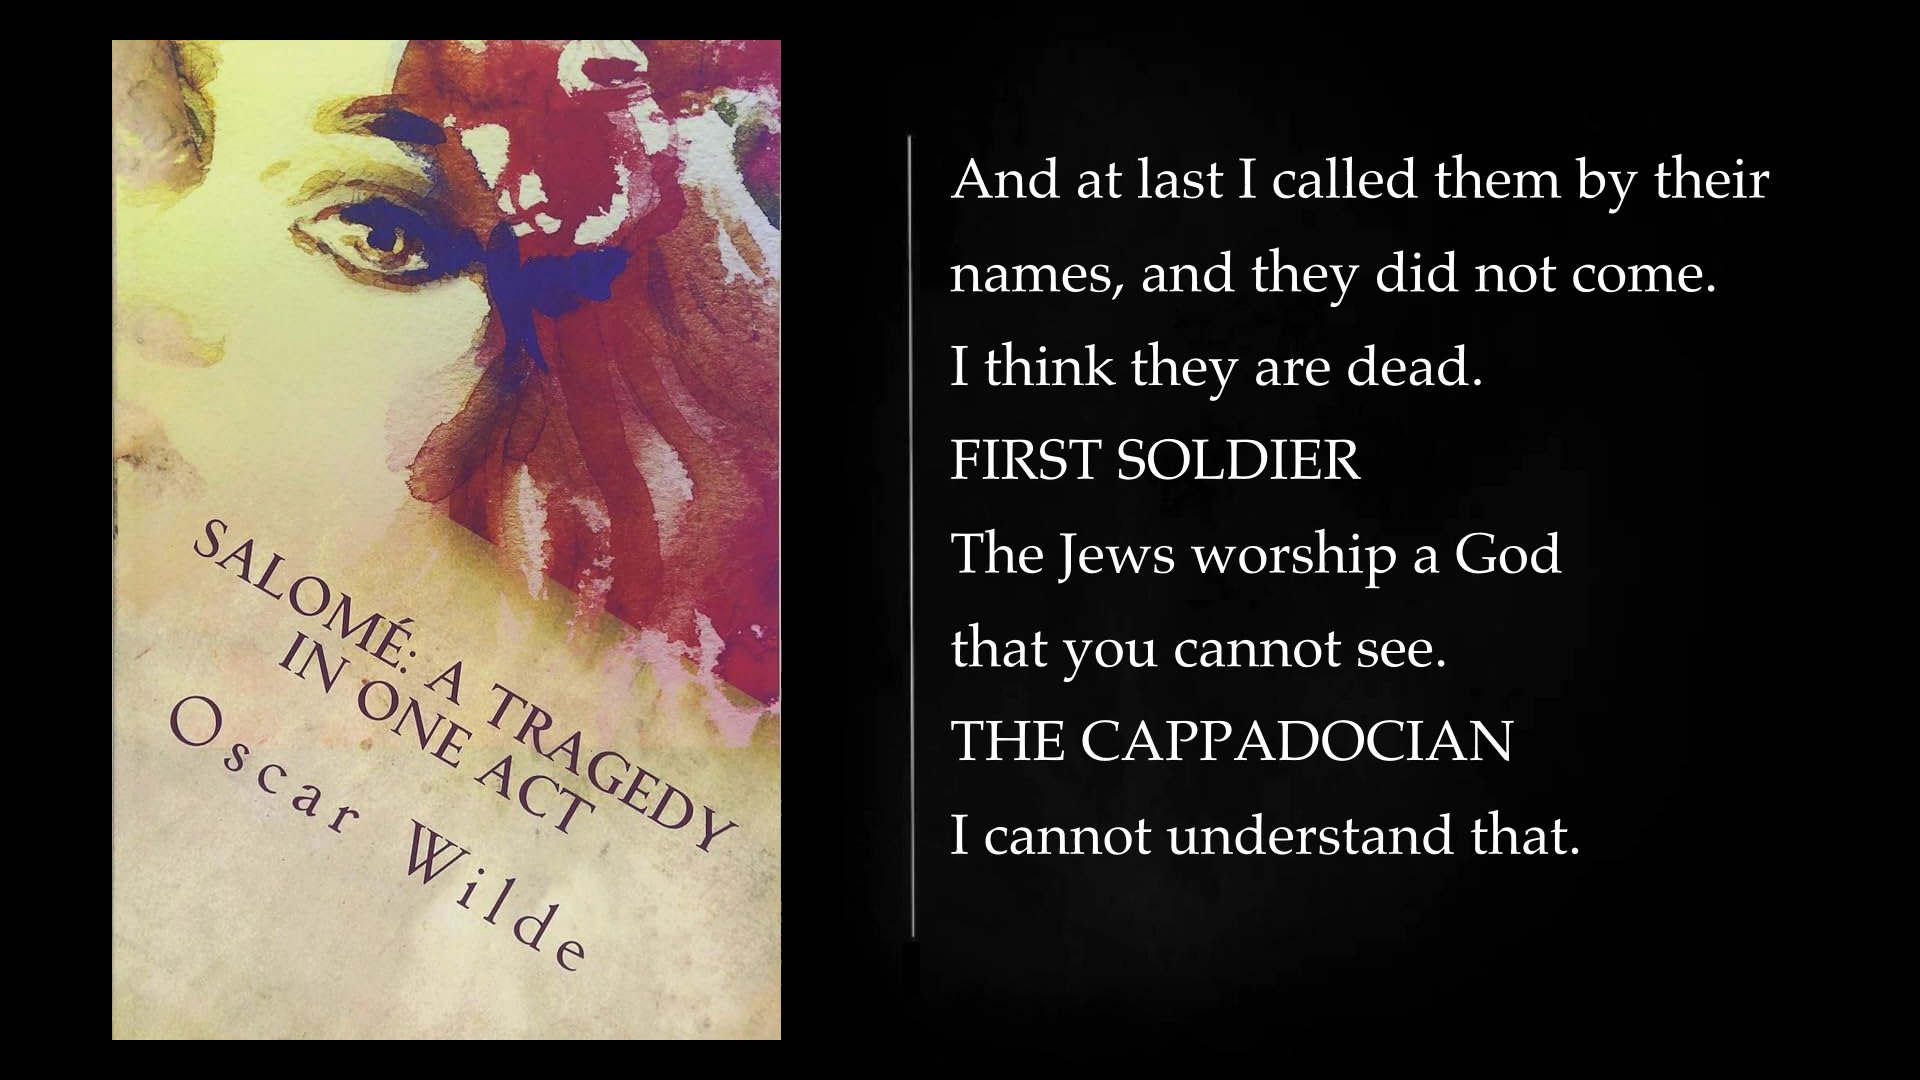 SALOMÉ: A TRAGEDY
IN ONE ACT
Oscar Wilde
And at last I called them by their
names, and they did not come.
I think they are dead.
FIRST SOLDIER
The Jews worship a God
that you cannot see.
THE CAPPADOCIAN
I cannot understand that.